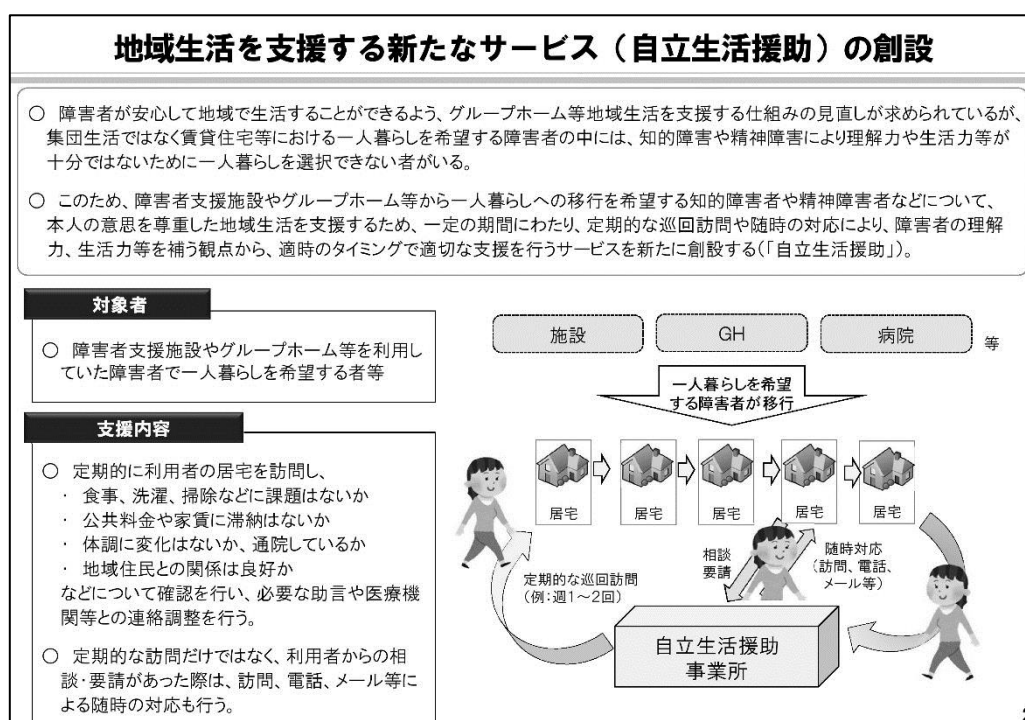 地域生活を支援する新たなサービス（自立生活援助）の創設
○ 障害者が安心して地域で生活することができるよう、グループホーム等地域生活を支援する仕組みの見直しが求められているが、
集団生活ではなく賃貸住宅等における一人暮らしを希望する障害者の中には、知的障害や精神障害により理解力や生活力等が
十分ではないために一人暮らしを選択できない者がいる。
○ このため、障害者支援施設やグループホーム等から一人暮らしへの移行を希望する知的障害者や精神障害者などについて、
本人の意思を尊重した地域生活を支援するため、一定の期間にわたり、定期的な巡回訪問や随時の対応により、障害者の理解
力、生活力等を補う観点から、適時のタイミングで適切な支援を行うサービスを新たに創設する(「自立生活援助」)。
対象者
○ 障害者支援施設やグループホーム等を利用し
ていた障害者で一人暮らしを希望する者等
支援内容
○ 定期的に利用者の居宅を訪問し、
・ 食事、洗濯、掃除などに課題はないか
・ 公共料金や家賃に滞納はないか
・ 体調に変化はないか、通院しているか
・ 地域住民との関係は良好か
などについて確認を行い、必要な助言や医療機
関等との連絡調整を行う。
○ 定期的な訪問だけではなく、利用者からの相
談・要請があった際は、訪問、電話、メール等に
よる随時の対応も行う。
施設
GH
病院
等
一人暮らしを希望
する障害者が移行
居宅
居宅
居宅
居宅
居宅
相談
要請
随時対応
(訪問、電話、
メール等)
定期的な巡回訪問
(例：週1～2回)
自立生活援助
事業所